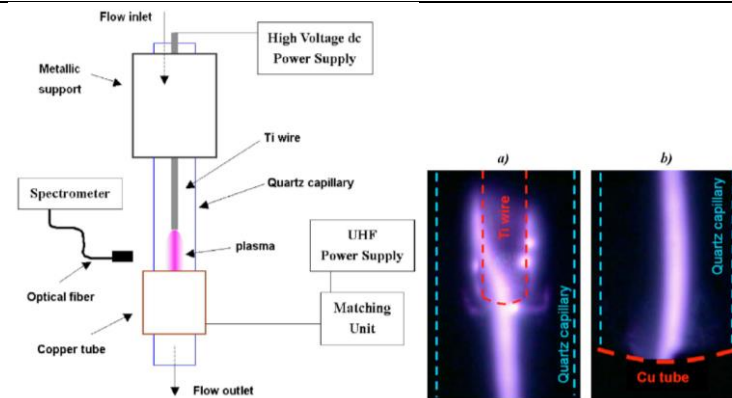 Flow inlet
High Voltage dc
Power Supply
Metallic
support
Ti wire
Quartz capillary
Spectrometer
plasma
UHF
Power Supply
Optical fiber
Matching
Unit
Copper tube
Flow outlet
a)
b)
Ti wire
Quartz capillary
Quartz capillary
Cu tube